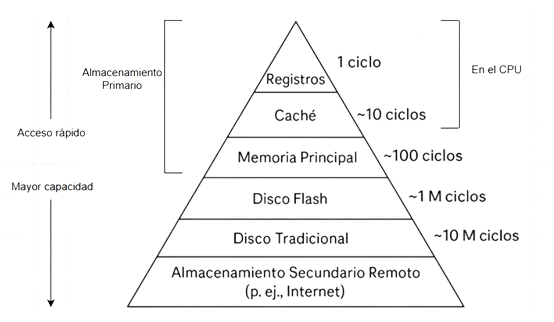 Almacenamiento
Primario
1 ciclo
En el CPU
Registros
Caché
~10 ciclos
Acceso rápido
Memoria Principal
~100 ciclos
Mayor capacidad
Disco Flash
~1 M ciclos
Disco Tradicional
~10 M ciclos
Almacenamiento Secundario Remoto
(p. ej., Internet)